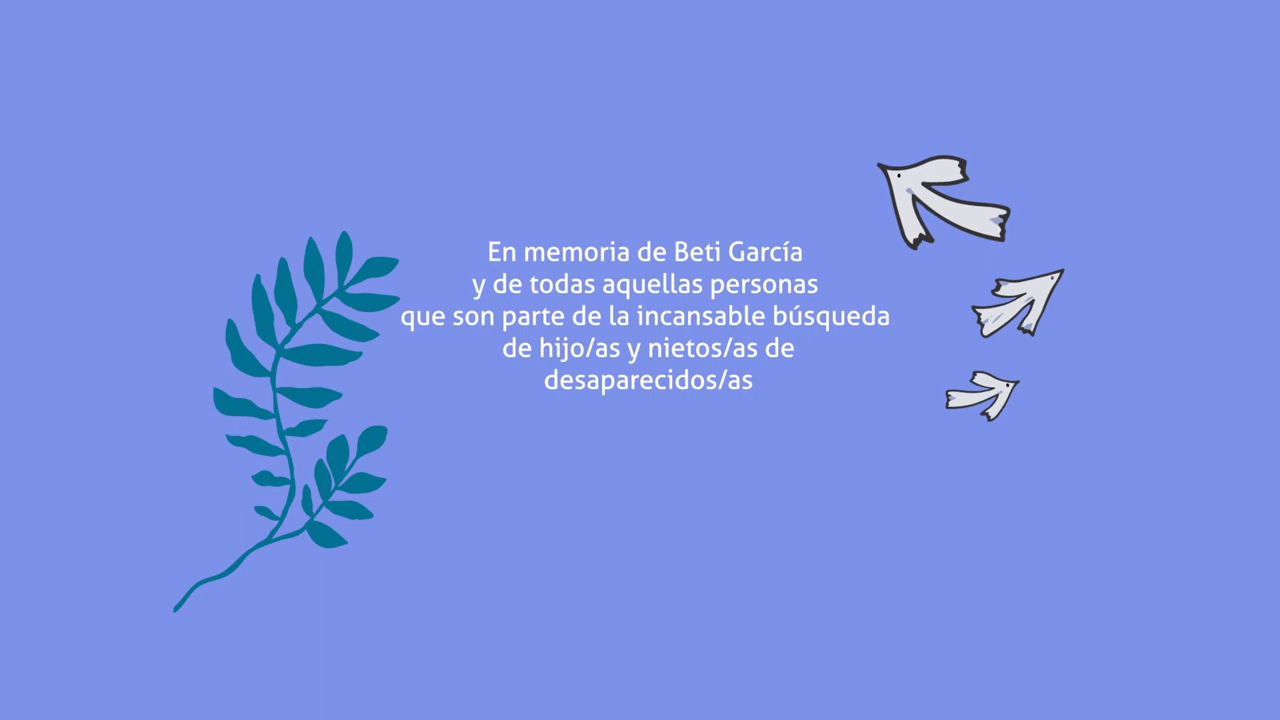 En memoria de Beti García
y de todas aquellas personas
que son parte de la incansable búsqueda
de hijo/as y nietos/as de
desaparecidos/as